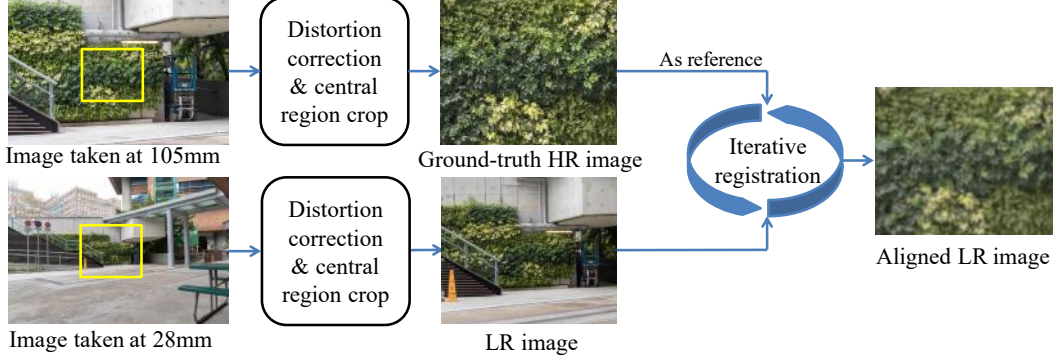 Image taken at 105mm
Distortion
correction
& central
region crop
Ground-truth HR image
As reference
Iterative
registration
Aligned LR image
Image taken at 28mm
Distortion
correction
& central
region crop
LR image